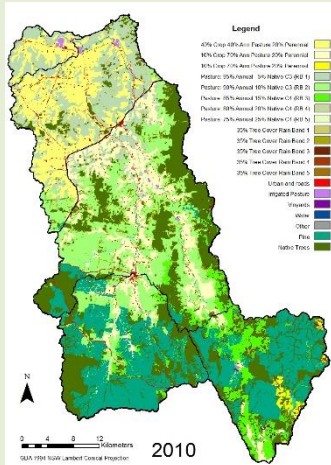 Legend
40% Crop 40% Ann Pasture 20% Perennial
10% Crop 70% Ann Pasture 20% Perennial
10% Crop 70% Ann Pasture 20% Perennial
Pasture: 95% Annual 5% Native C3 (RB 1)
Pasture: 90% Annual 10% Native C3 (RB 2)
Pasture: 85% Annual 15% Native C4 (RB 3)
Pasture: 80% Annual 20% Native C4 (RB 4)
Pasture: 75% Annual 25% Native C4 (RB 5)
35% Tree Cover Rain Band 1
35% Tree Cover Rain Band 2
35% Tree Cover Rain Band 3
35% Tree Cover Rain Band 4
35% Tree Cover Rain Band 5
Urban and roads
Irrigated Pasture
Vineyards
Water
Other
Pine
Native Trees
N
0 2 4 8 12
Kilometers
GDA 1994 NSW Lambert Conical Projection
2010